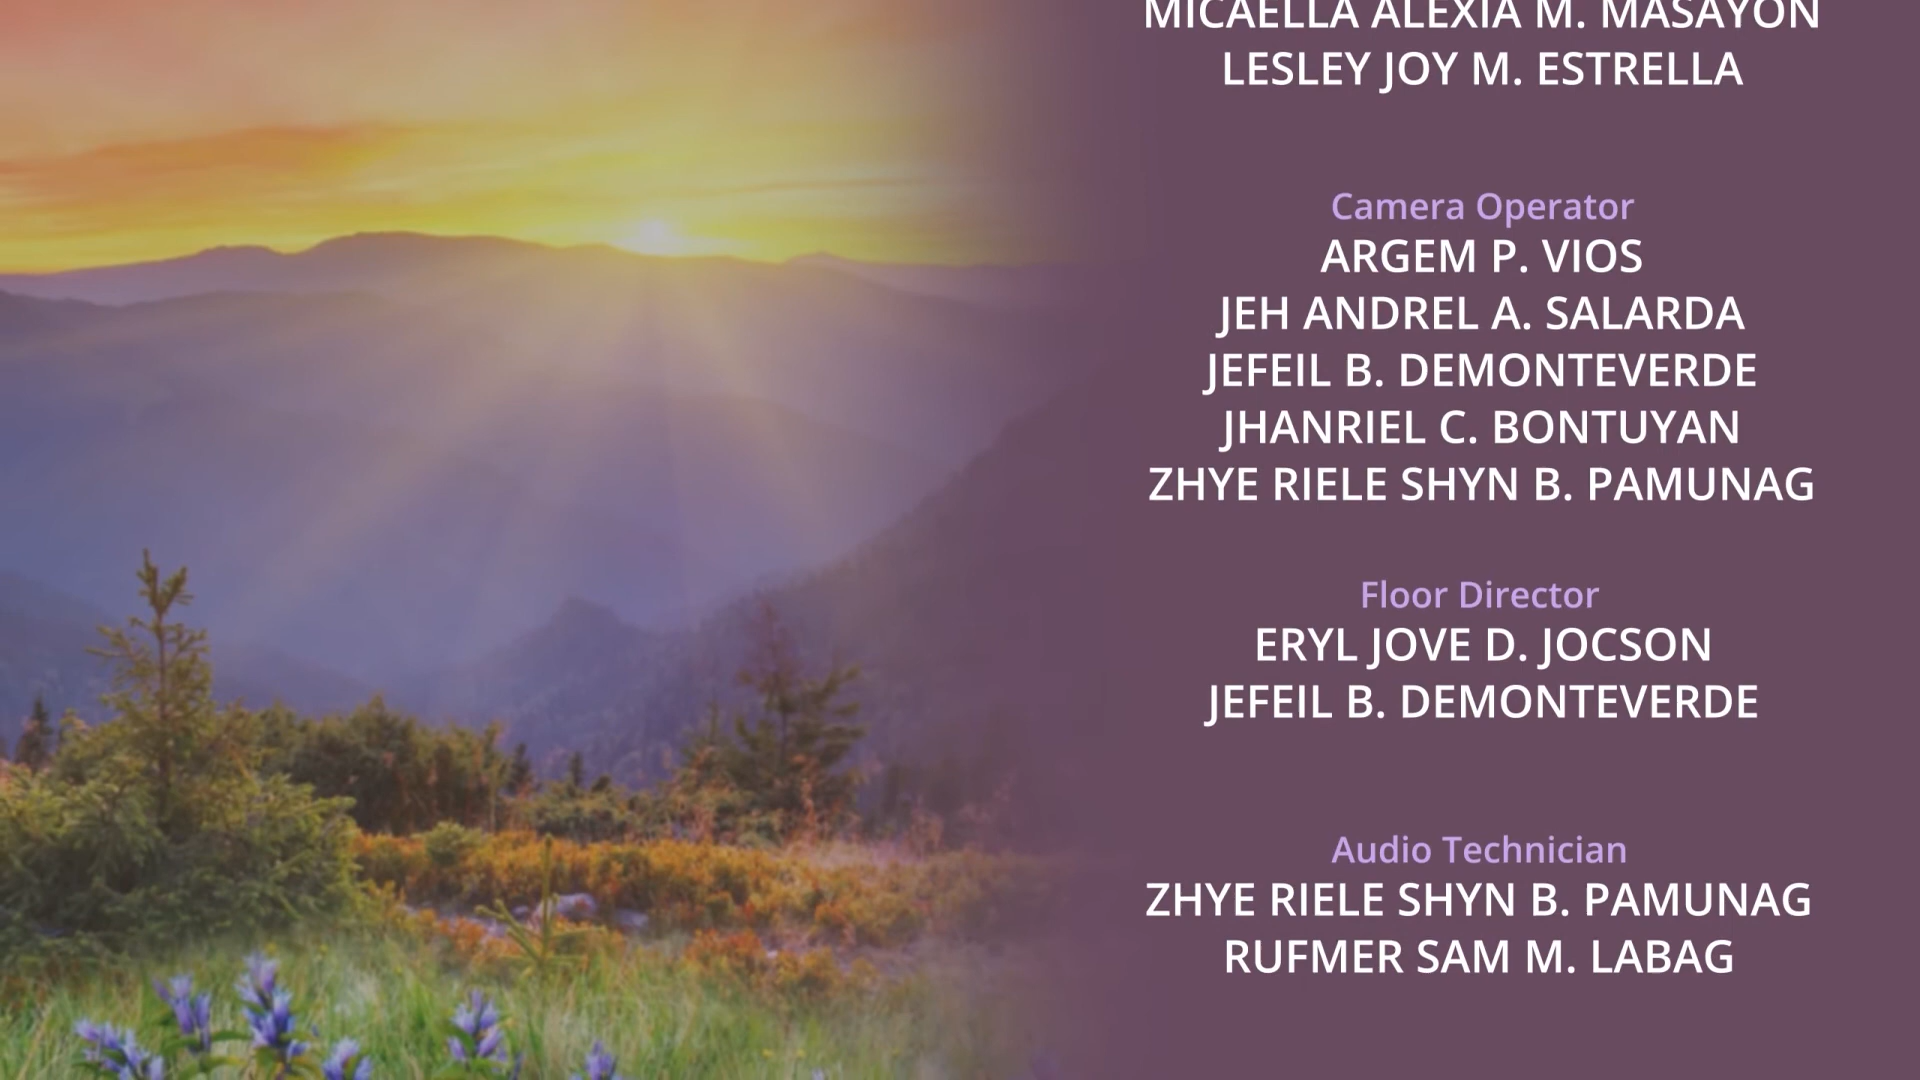 MICAELLA ALEXIA M. MASAYON
LESLEY JOY M. ESTRELLA
Camera Operator
ARGEM P. VIOS
JEH ANDREL A. SALARDA
JEFEIL B. DEMONTEVERDE
JHANRIEL C. BONTUYAN
ZHYE RIELE SHYN B. PAMUNAG
Floor Director
ERYL JOVE D. JOCSON
JEFEIL B. DEMONTEVERDE
Audio Technician
ZHYE RIELE SHYN B. PAMUNAG
RUFMER SAM M. LABAG